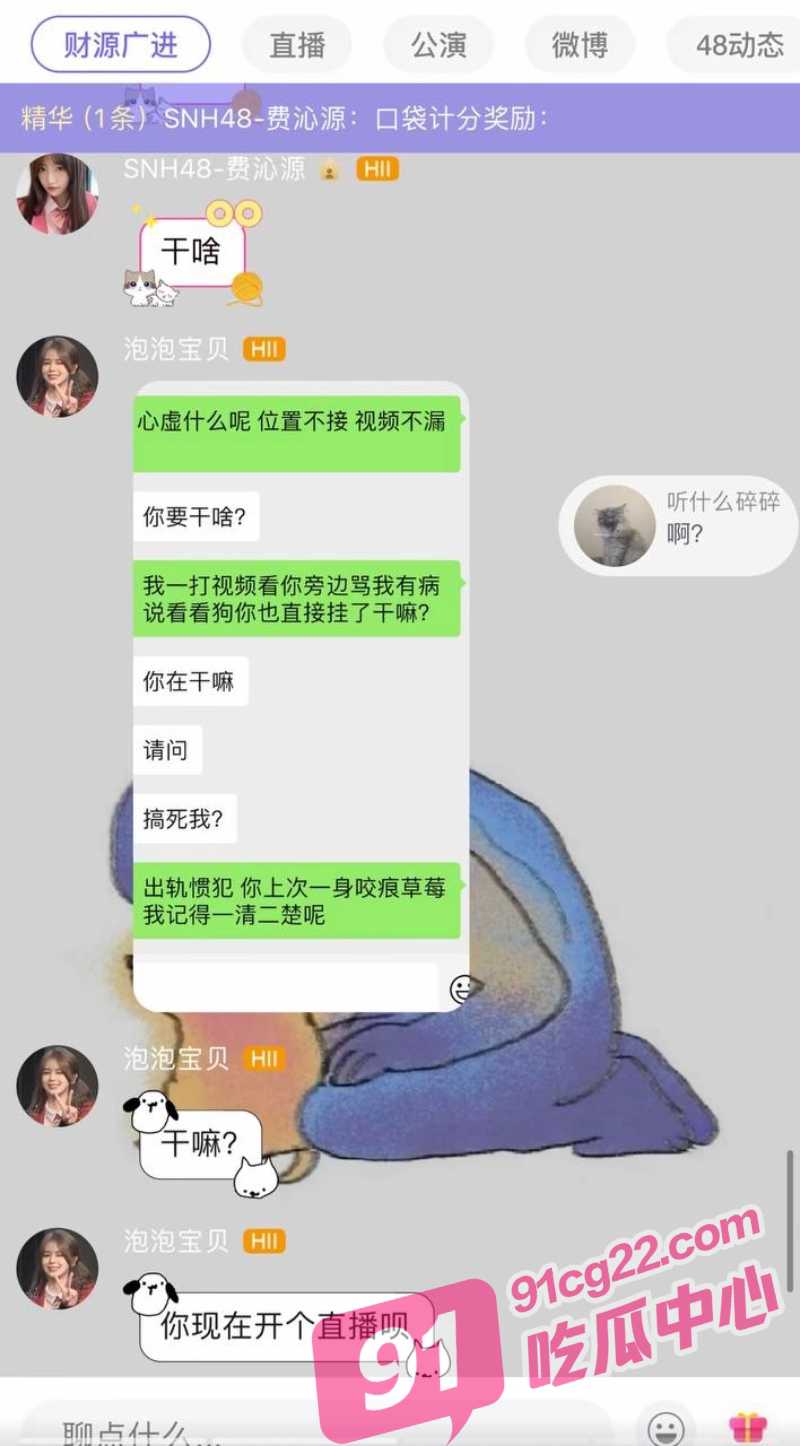 财源广进
直播
公演
微博
48动态
精华 (1条) SNH48-费沁源：口袋计分奖励：
SNH48-费沁源 HII
干啥
泡泡宝贝 HII
心虚什么呢 位置不接 视频不漏
你要干啥?
听什么碎碎
啊?
我一打视频看你旁边骂我有病
说看看狗你也直接挂了干嘛?
你在干嘛
请问
搞死我?
出轨惯犯 你上次一身咬痕草莓
我记得一清二楚呢
泡泡宝贝 HII
干嘛?
泡泡宝贝 HII
你现在开个直播呗
91
91cg22.com
吃瓜中心
聊点什么...